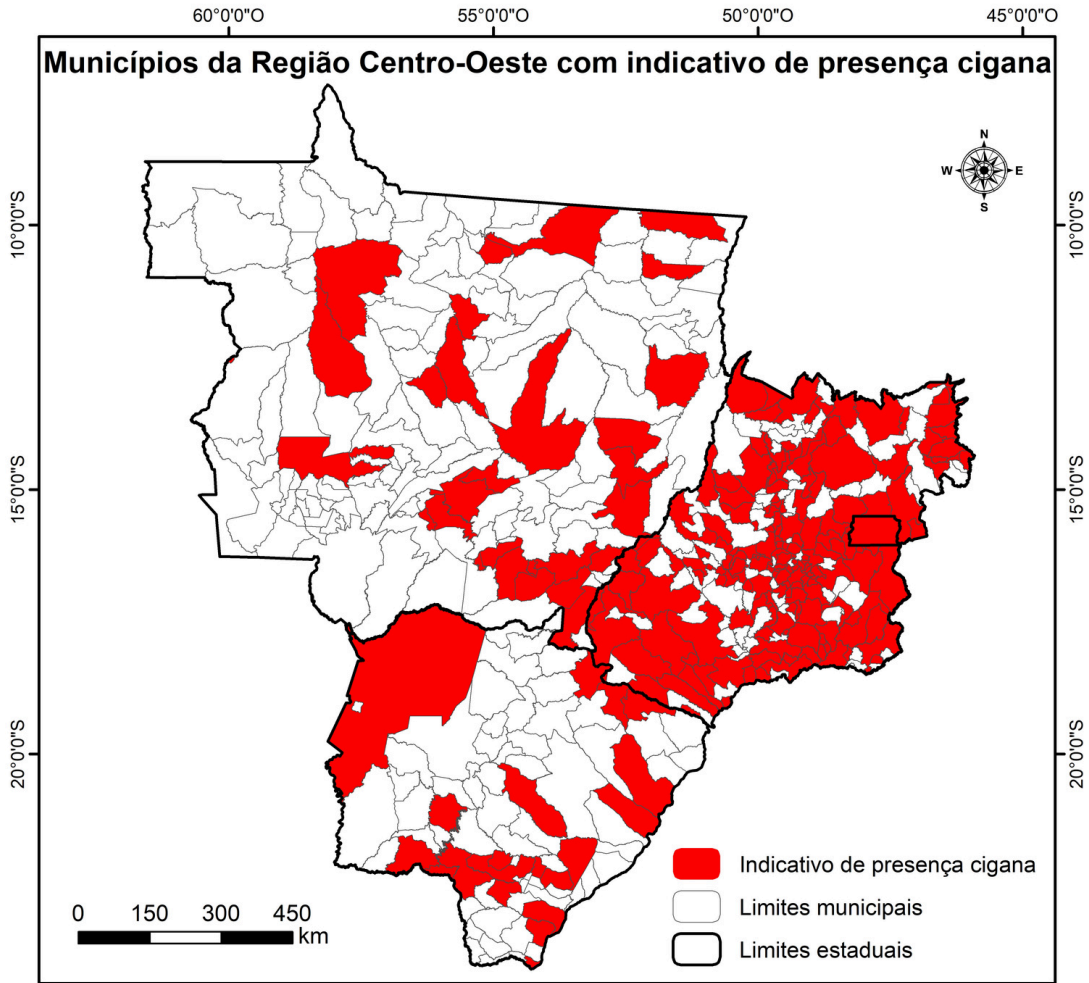 60°0'0"O 55°0'0"O 50°0'0"O 45°0'0"O
Municípios da Região Centro-Oeste com indicativo de presença cigana
N
W E
S
10°0'0"S 10°0'0"S
15°0'0"S 15°0'0"S
20°0'0"S 20°0'0"S
Indicativo de presença cigana
Limites municipais
Limites estaduais
0 150 300 450
km